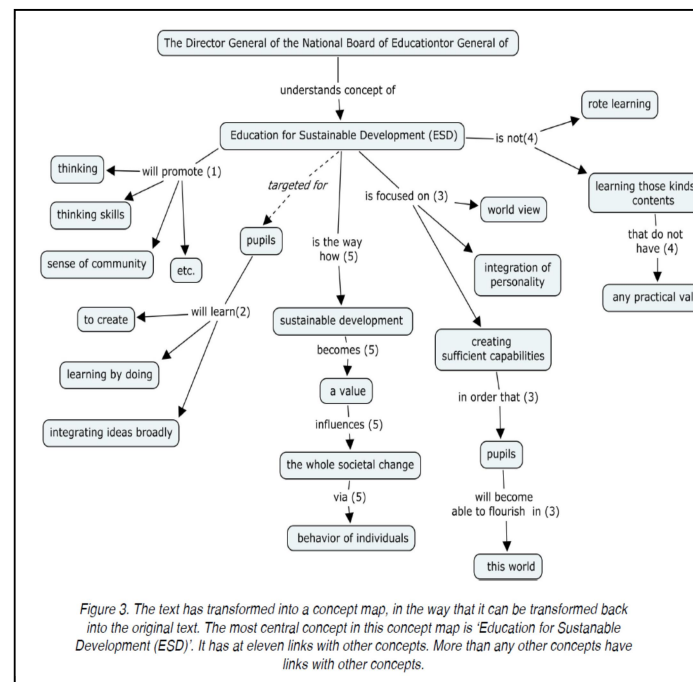 The Director General of the National Board of Educationtor General of
understands concept of
Education for Sustainable Development (ESD)
is not(4)
rote learning
learning those kinds
contents
that do not
have (4)
any practical val
thinking
will promote (1)
thinking skills
sense of community
etc.
targeted for
pupils
will learn(2)
to create
learning by doing
integrating ideas broadly
is the way
how (5)
sustainable development
becomes (5)
a value
influences (5)
the whole societal change
via (5)
behavior of individuals
is focused on (3)
world view
integration of
personality
creating
sufficient capabilities
in order that (3)
pupils
will become
able to flourish in (3)
this world
Figure 3. The text has transformed into a concept map, in the way that it can be transformed back
into the original text. The most central concept in this concept map is ‘Education for Sustanable
Development (ESD)’. It has at eleven links with other concepts. More than any other concepts have
links with other concepts.